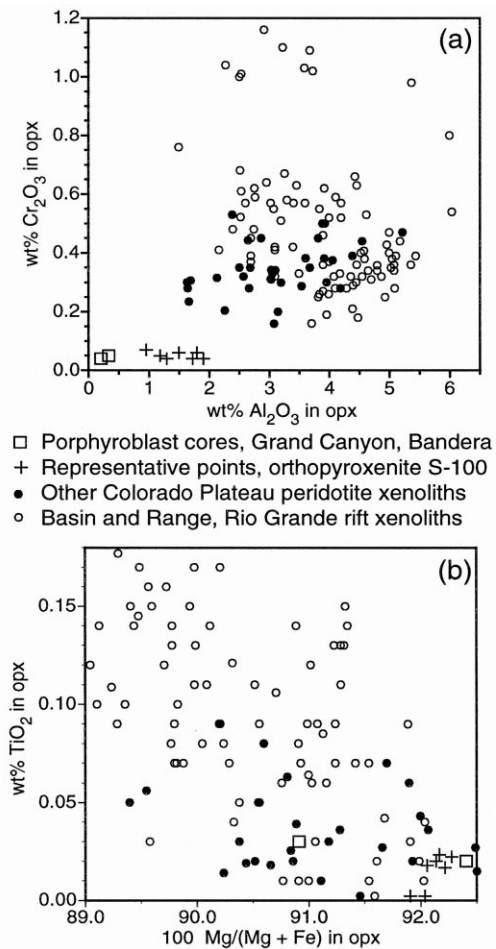 (a)
wt% Cr2O3 in opx
1.2
1.0
0.8
0.6
0.4
0.2
0.0
0 1 2 3 4 5 6
wt% Al2O3 in opx
□ Porphyroblast cores, Grand Canyon, Bandera
+ Representative points, orthopyroxenite S-100
● Other Colorado Plateau peridotite xenoliths
○ Basin and Range, Rio Grande rift xenoliths
(b)
wt% TiO2 in opx
0.15
0.10
0.05
0.00
89.0 90.0 91.0 92.0
100 Mg/(Mg + Fe) in opx